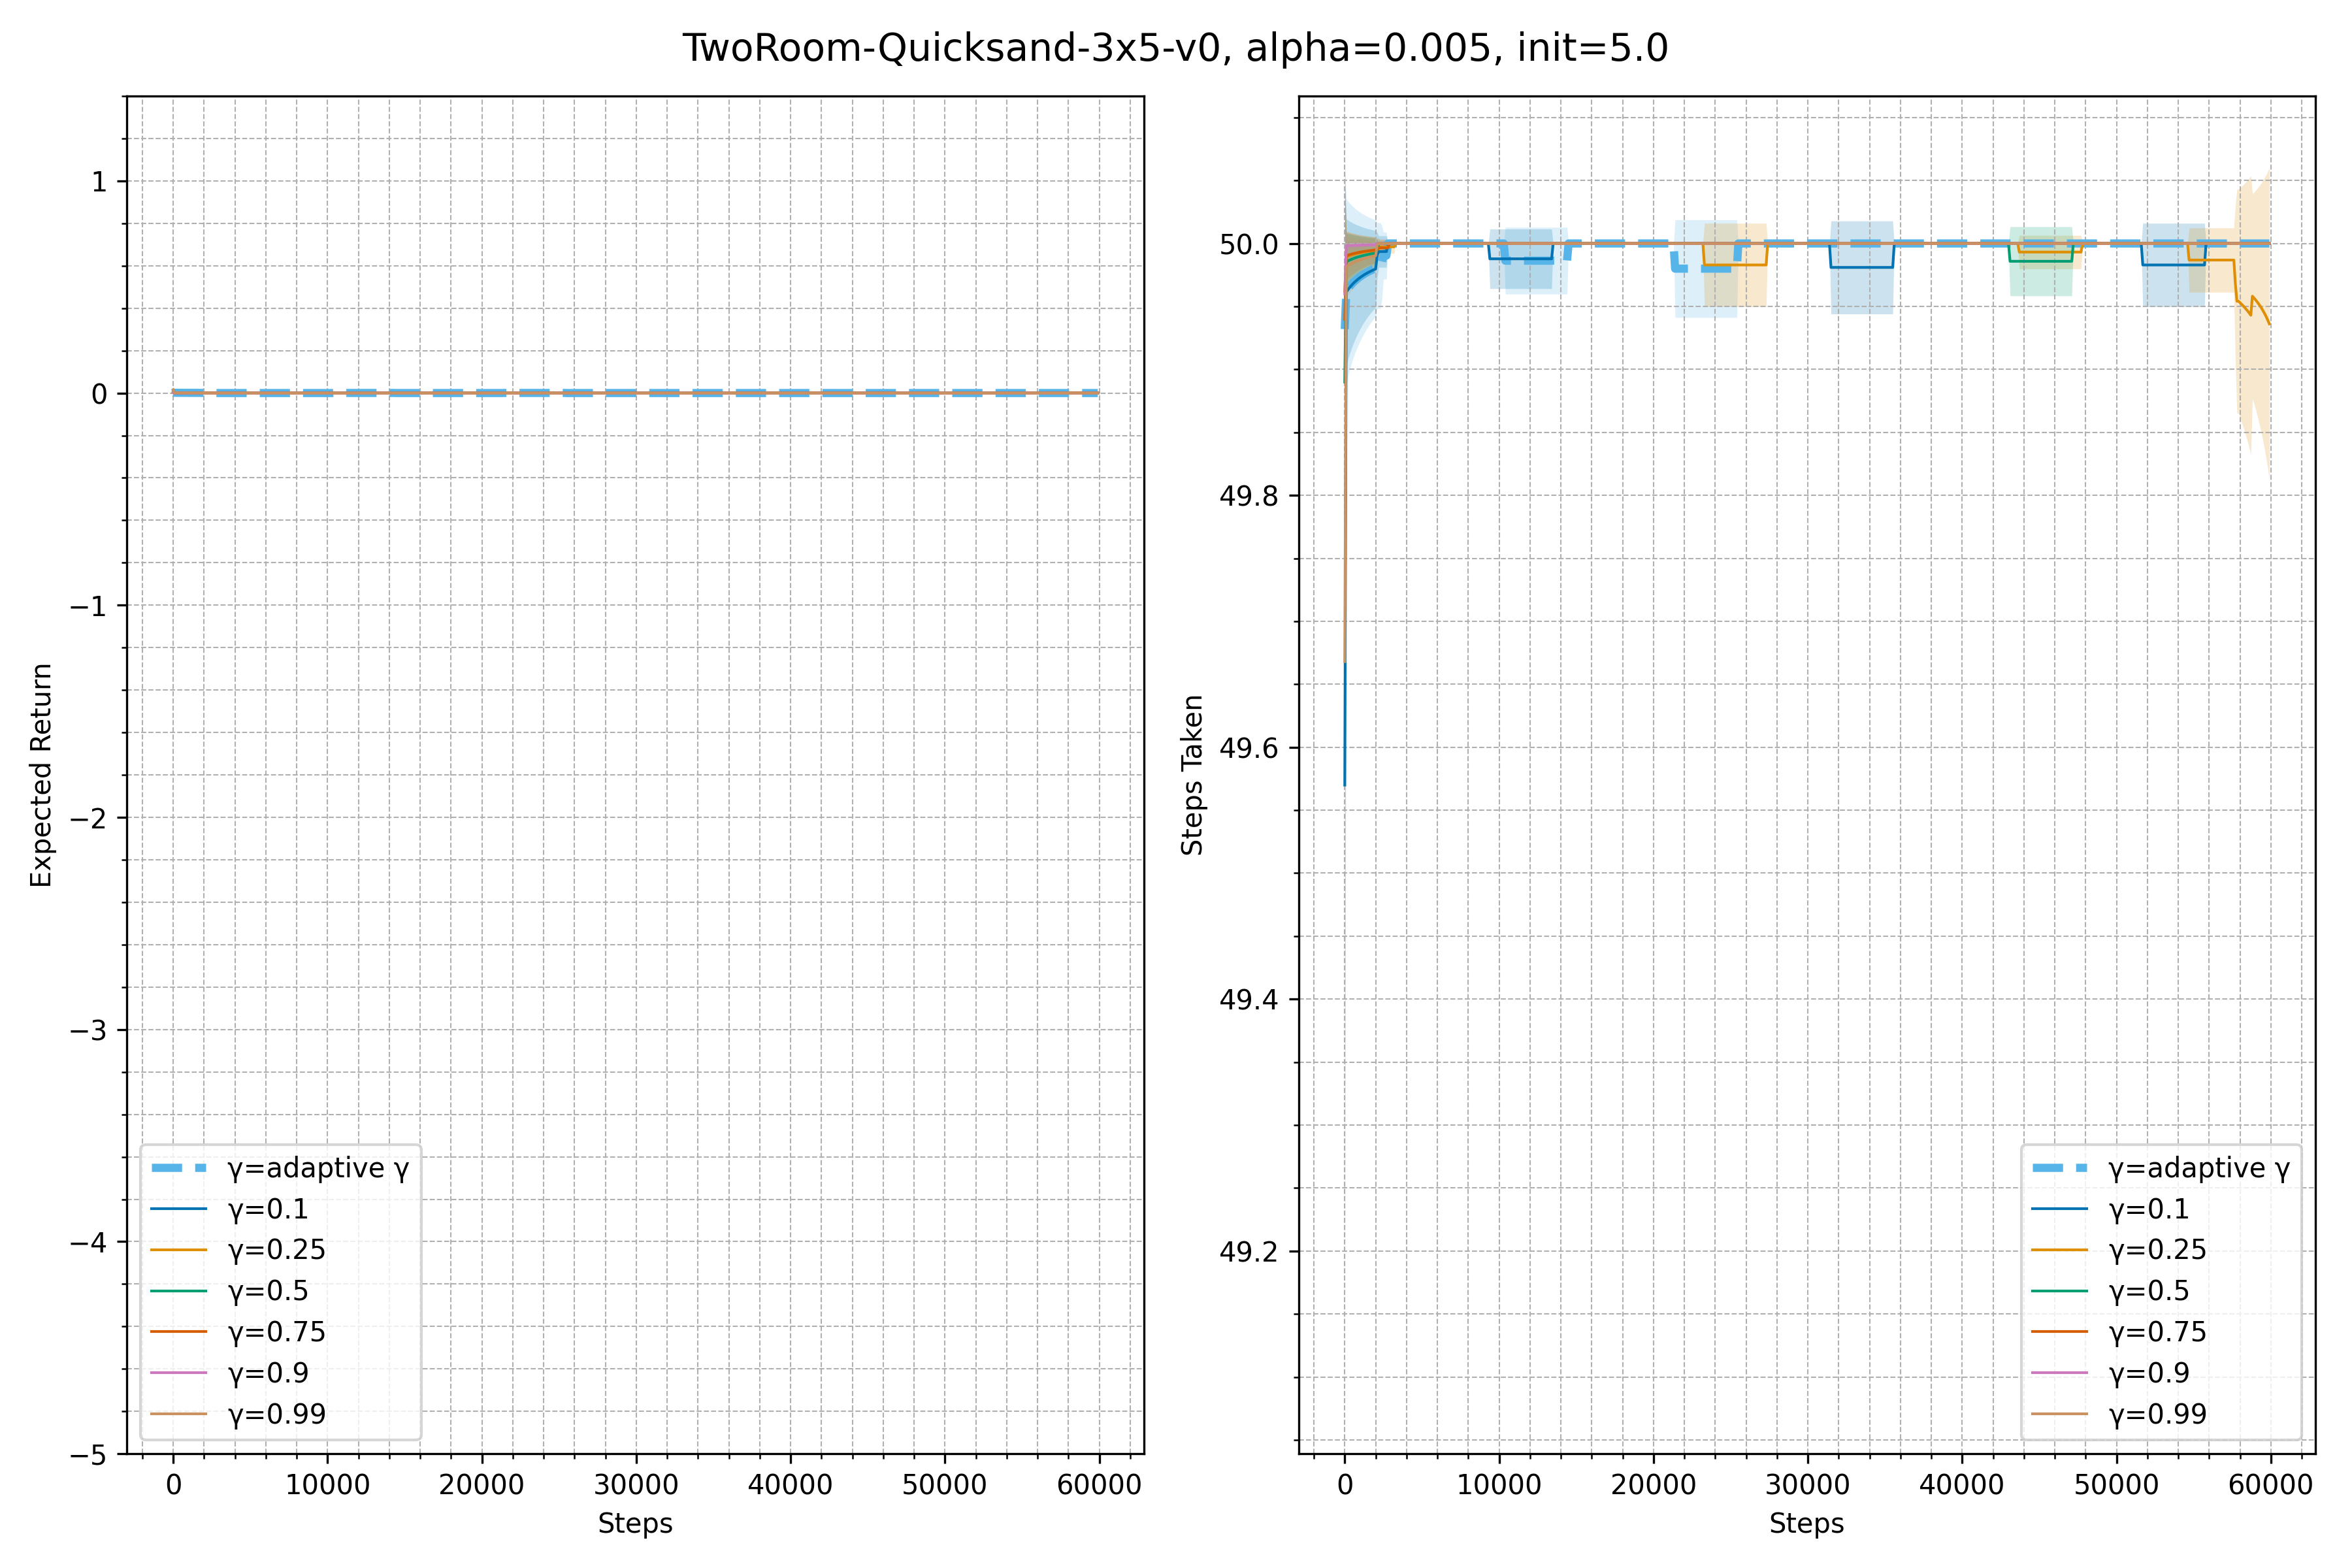 TwoRoom-Quicksand-3x5-v0, alpha=0.005, init=5.0
1
0
−1
−2
−3
−4
−5
Expected Return
0
10000
20000
30000
40000
50000
60000
Steps
γ=adaptive γ
γ=0.1
γ=0.25
γ=0.5
γ=0.75
γ=0.9
γ=0.99
50.0
49.8
49.6
49.4
49.2
Steps Taken
0
10000
20000
30000
40000
50000
60000
Steps
γ=adaptive γ
γ=0.1
γ=0.25
γ=0.5
γ=0.75
γ=0.9
γ=0.99